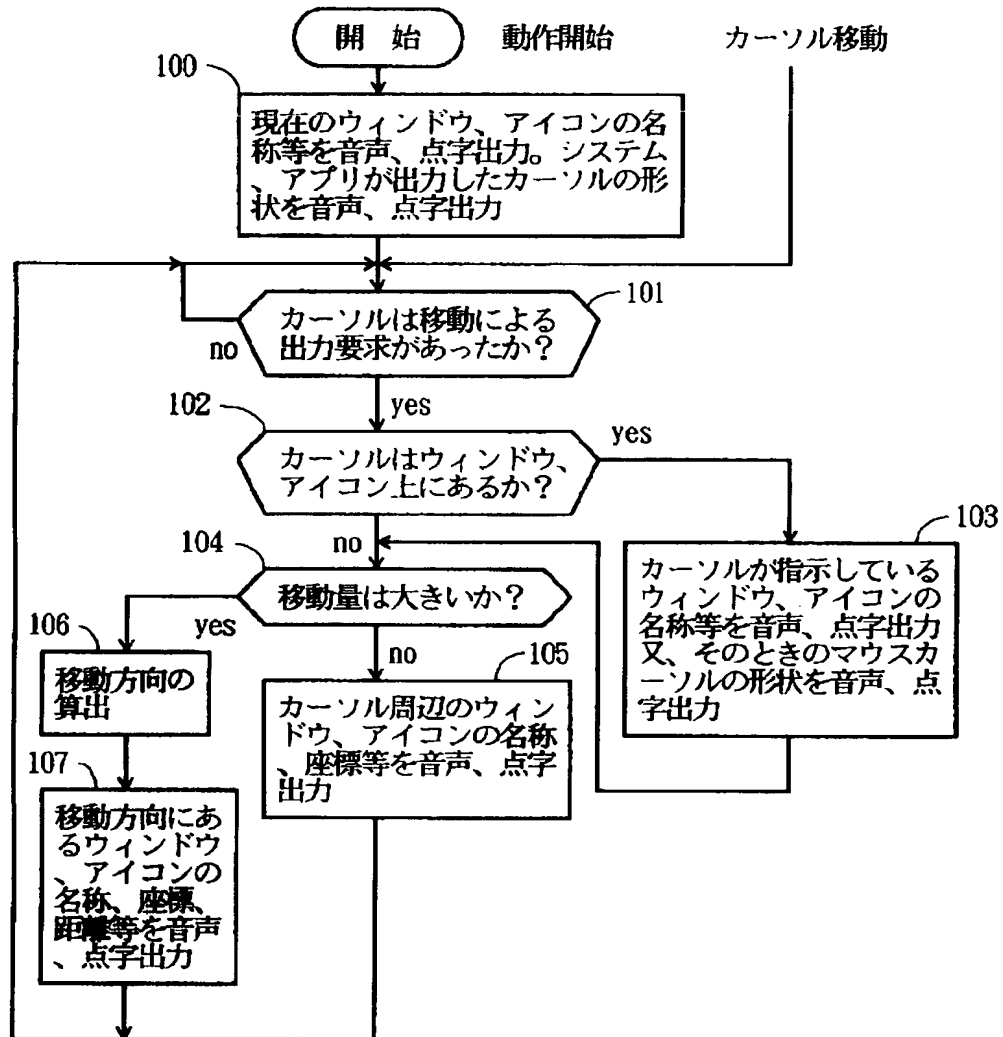 開 始
動作開始
カーソル移動
100
現在のウィンドウ、アイコンの名
称等を音声、点字出力。システム
、アプリが出力したカーソルの形
状を音声、点字出力
101
カーソルは移動による
出力要求があったか？
no
yes
102
カーソルはウィンドウ、
アイコン上にあるか？
yes
no
103
カーソルが指示している
ウィンドウ、アイコンの
名称等を音声、点字出力
又、そのときのマウスカ
ーソルの形状を音声、点
字出力
104
移動量は大きいか？
yes
no
106
移動方向の
算出
105
カーソル周辺のウィン
ドウ、アイコンの名称
、座標等を音声、点字
出力
107
移動方向にあ
るウィンドウ
、アイコンの
名称、座標、
距離等を音声
、点字出力